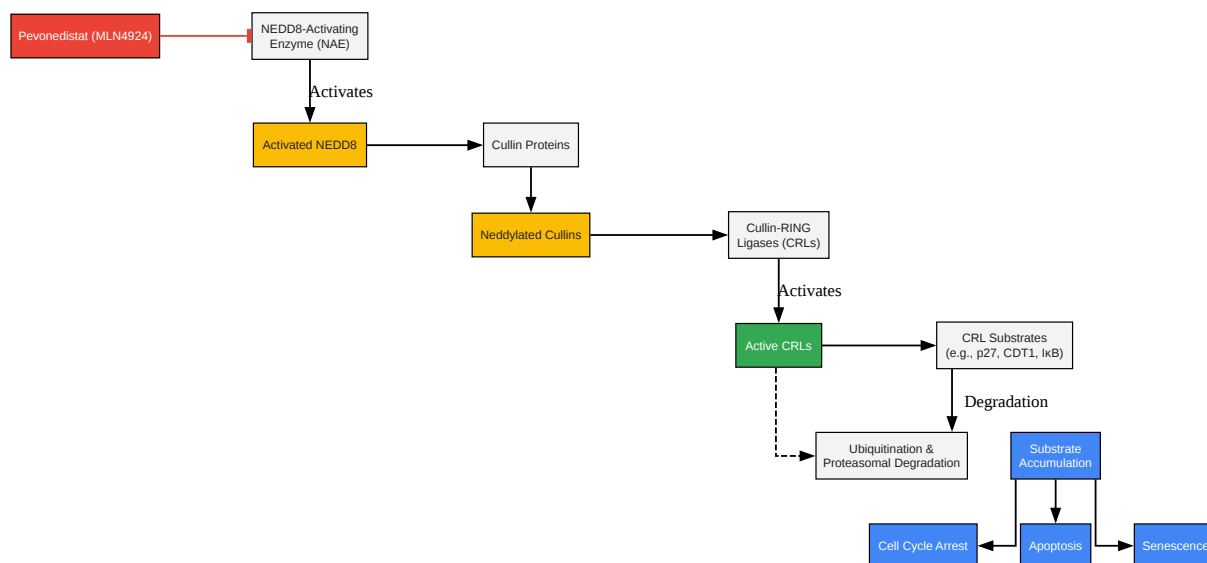 Pevonedistat (MLN4924)
NEDD8-Activating
Enzyme (NAE)
Activates
Activated NEDD8
Cullin Proteins
Neddylated Cullins
Cullin-RING
Ligases (CRLs)
Activates
Active CRLs
CRL Substrates
(e.g., p27, CDT1, IκB)
Degradation
Ubiquitination &
Proteasomal Degradation
Substrate
Accumulation
Cell Cycle Arrest
Apoptosis
Senescence